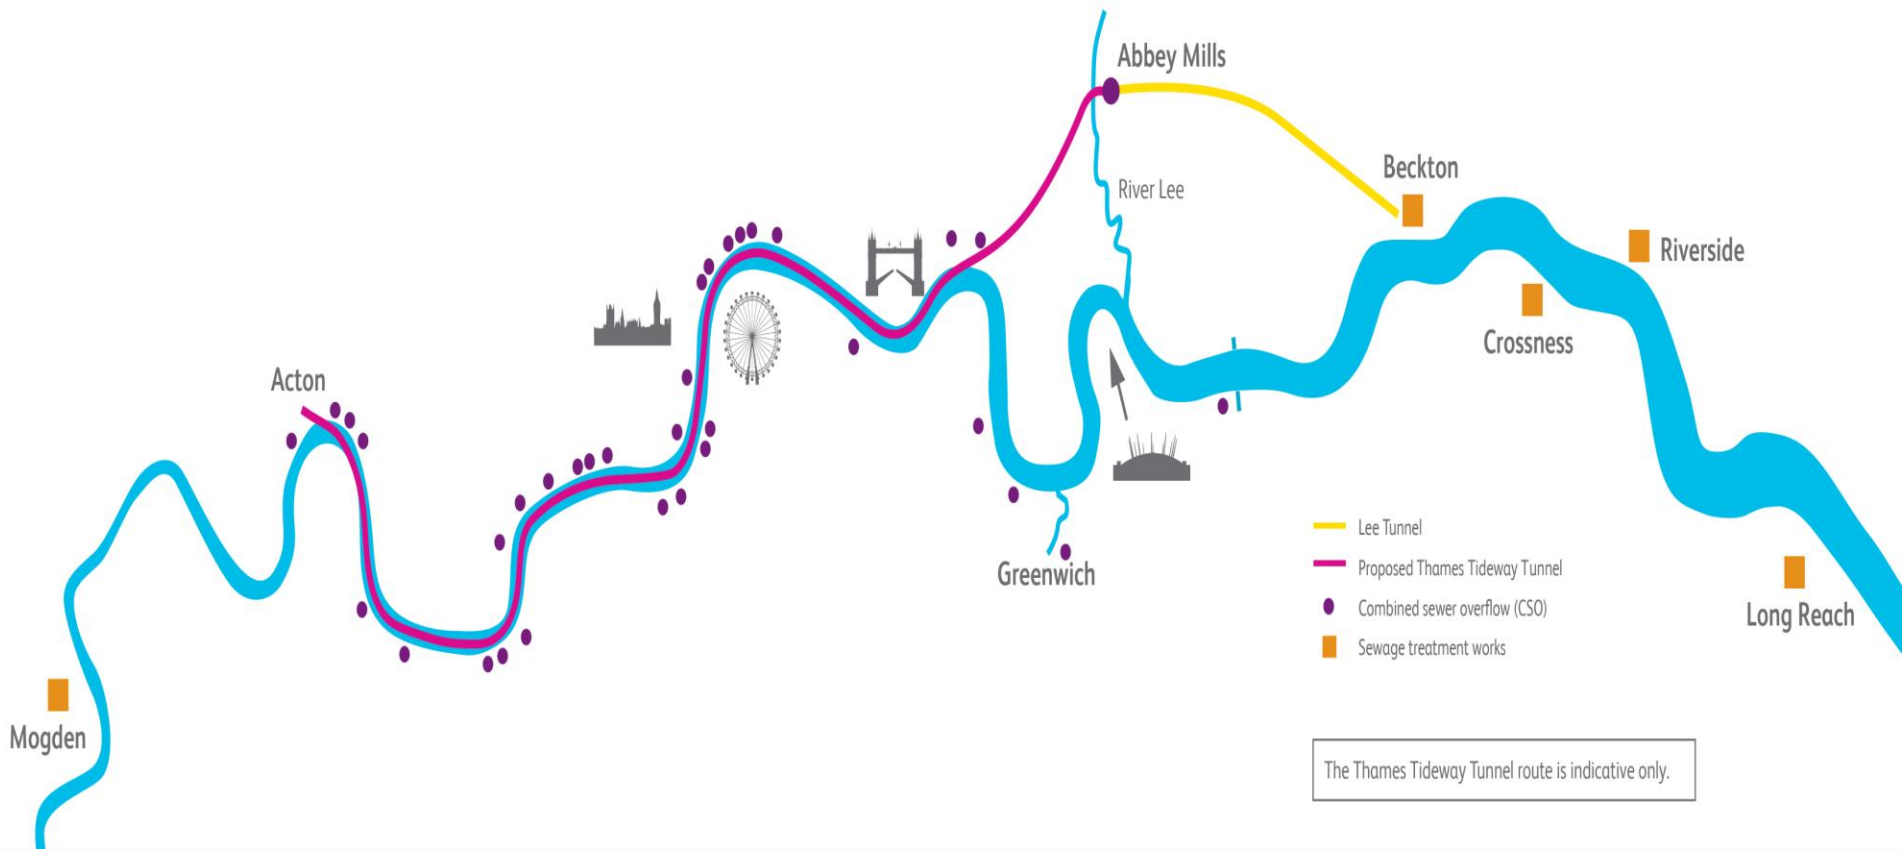 Abbey Mills
Beckton
River Lee
Riverside
Crossness
Acton
Lee Tunnel
Proposed Thames Tideway Tunnel
Greenwich
Combined sewer overflow (CSO)
Long Reach
Sewage treatment works
Mogden
The Thames Tideway Tunnel route is indicative only.